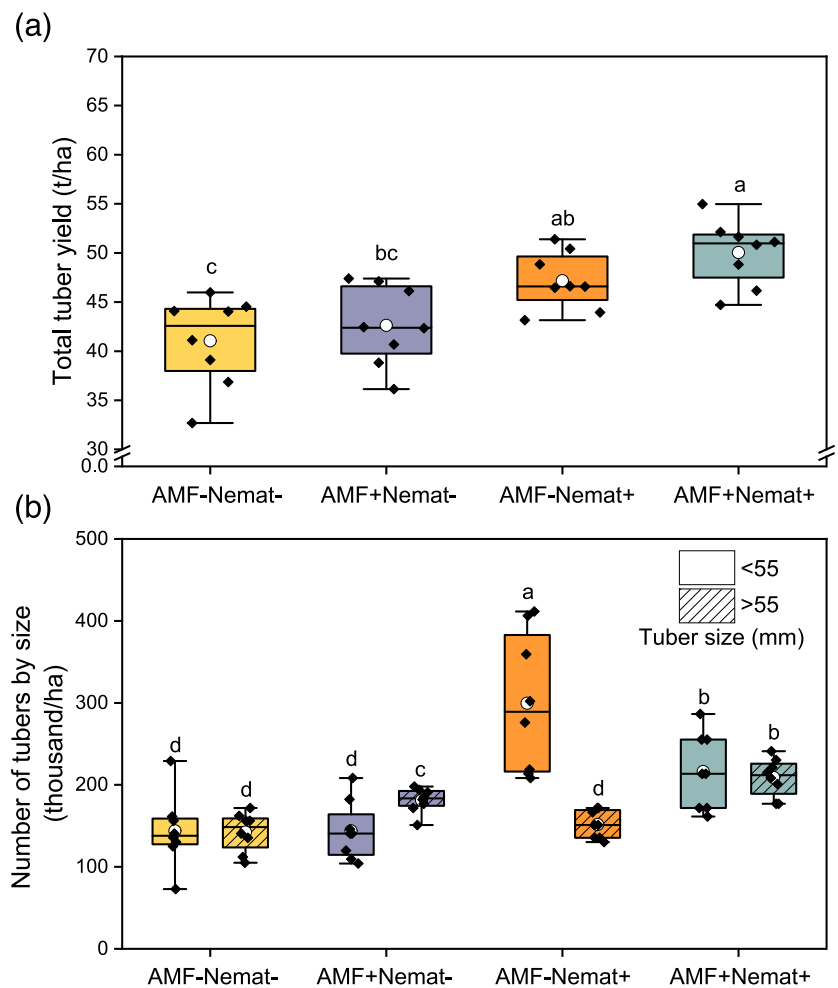 (a)
Total tuber yield (t/ha)
70
65
60
55
50
45
40
35
30
0.0
c
bc
ab
a
AMF-Nemat-
AMF+Nemat-
AMF-Nemat+
AMF+Nemat+
(b)
Number of tubers by size
(thousand/ha)
500
400
300
200
100
0
<55
>55
Tuber size (mm)
d
d
d
c
a
d
b
b
AMF-Nemat-
AMF+Nemat-
AMF-Nemat+
AMF+Nemat+